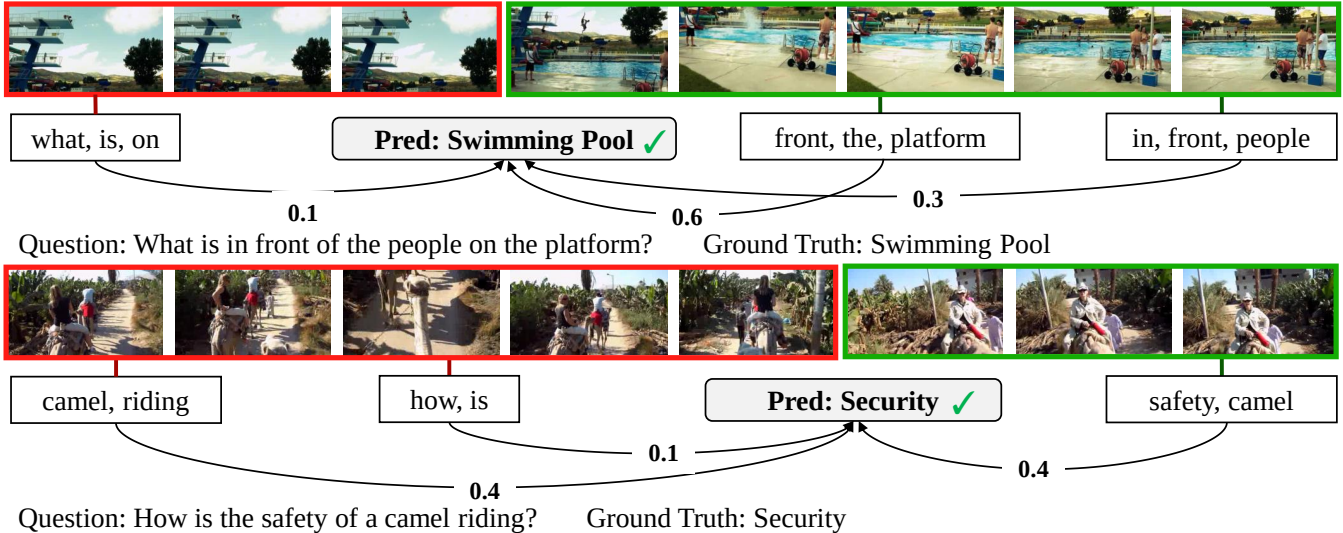 what, is, on
Pred: Swimming Pool ✓
front, the, platform
in, front, people
0.1
0.6
0.3
Question: What is in front of the people on the platform?
Ground Truth: Swimming Pool
camel, riding
how, is
Pred: Security ✓
safety, camel
0.1
0.4
0.4
Question: How is the safety of a camel riding?
Ground Truth: Security